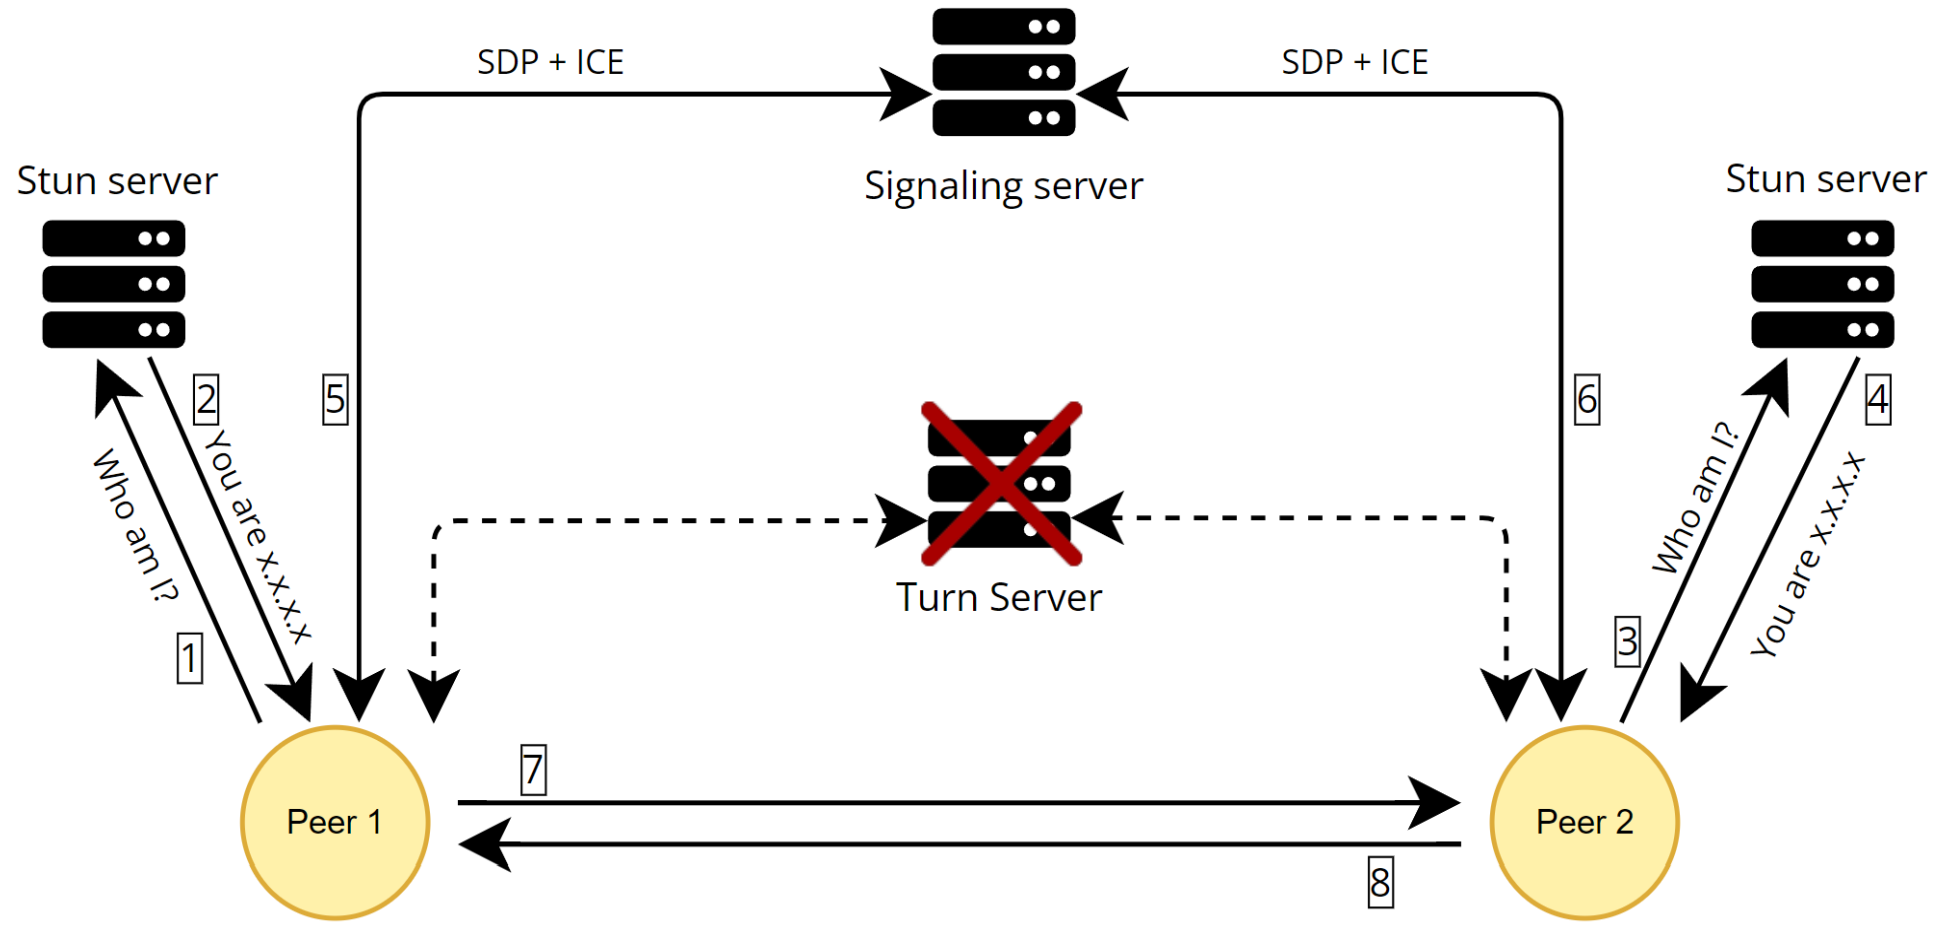 SDP + ICE
SDP + ICE
Stun server
Signaling server
Stun server
2
5
6
4
Who am I?
You are x.x.x.x
Who am I?
You are x.x.x.x
Turn Server
1
3
7
Peer 1
Peer 2
8